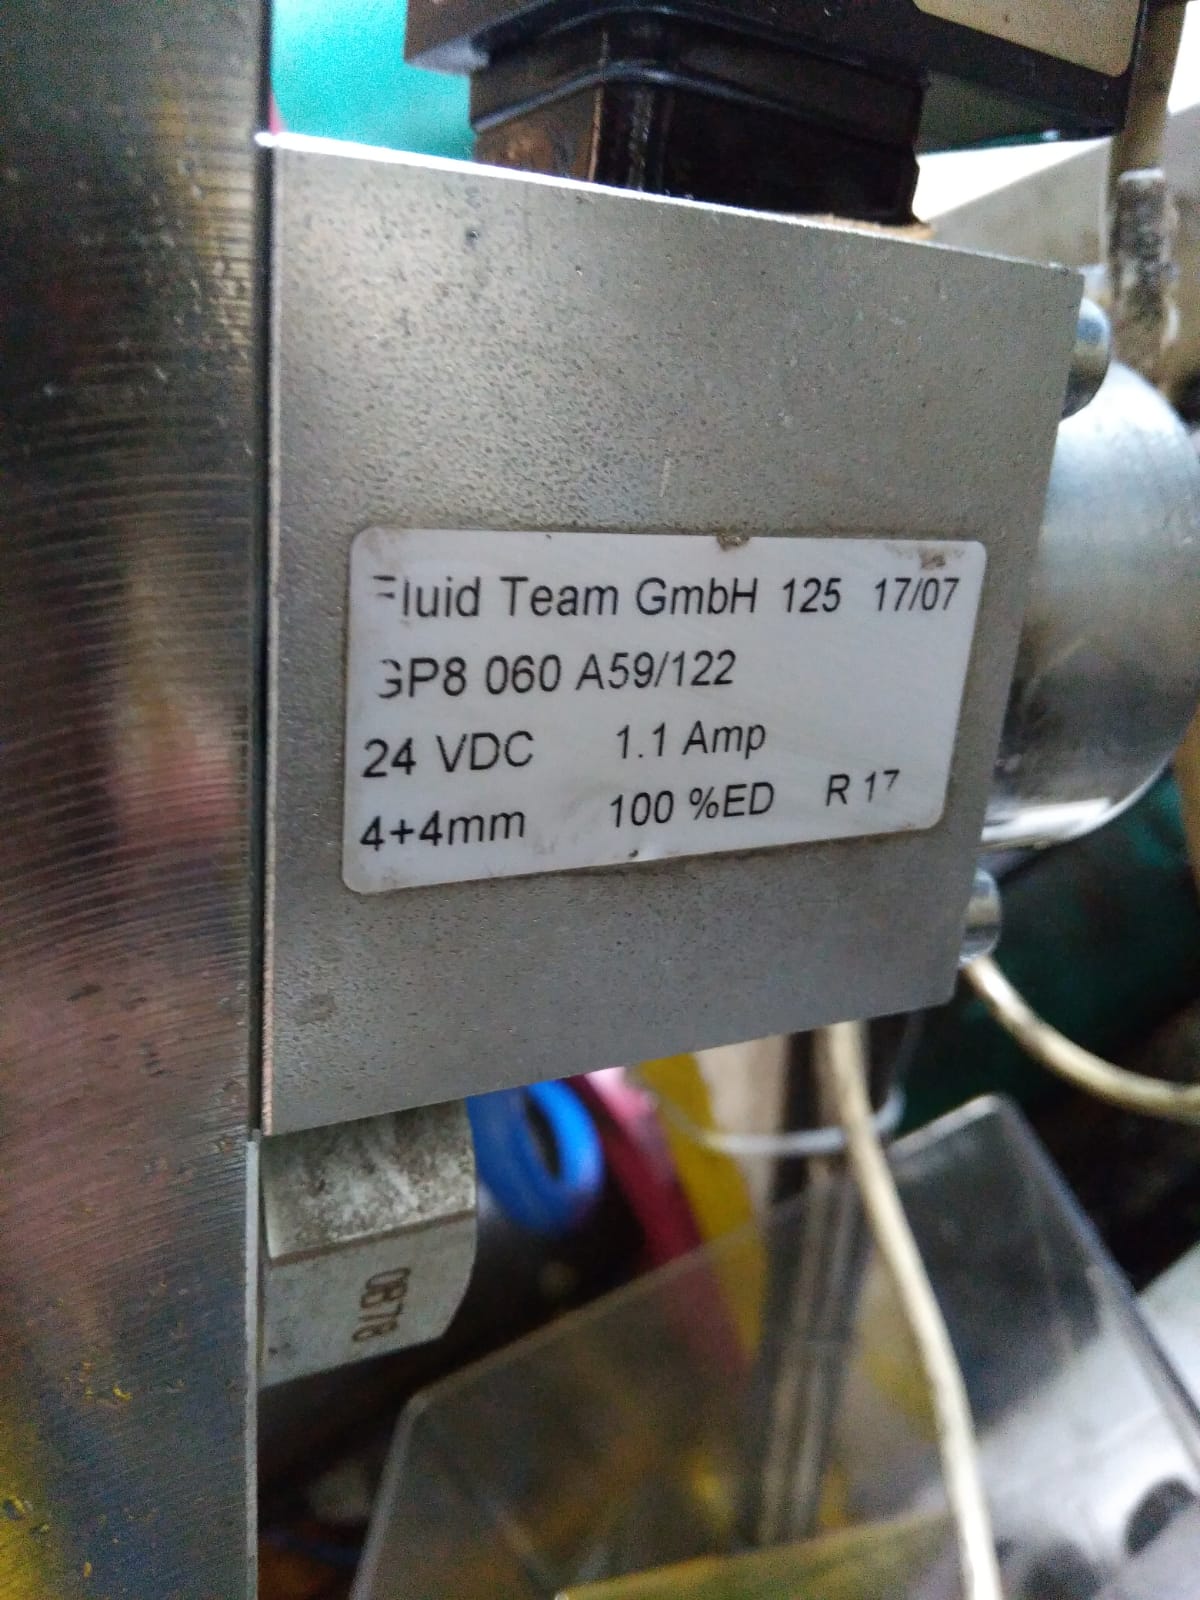 Fluid Team GmbH 125 17/07
GP8 060 A59/122
24 VDC 1.1 Amp
4+4mm 100 %ED R 17
0B78